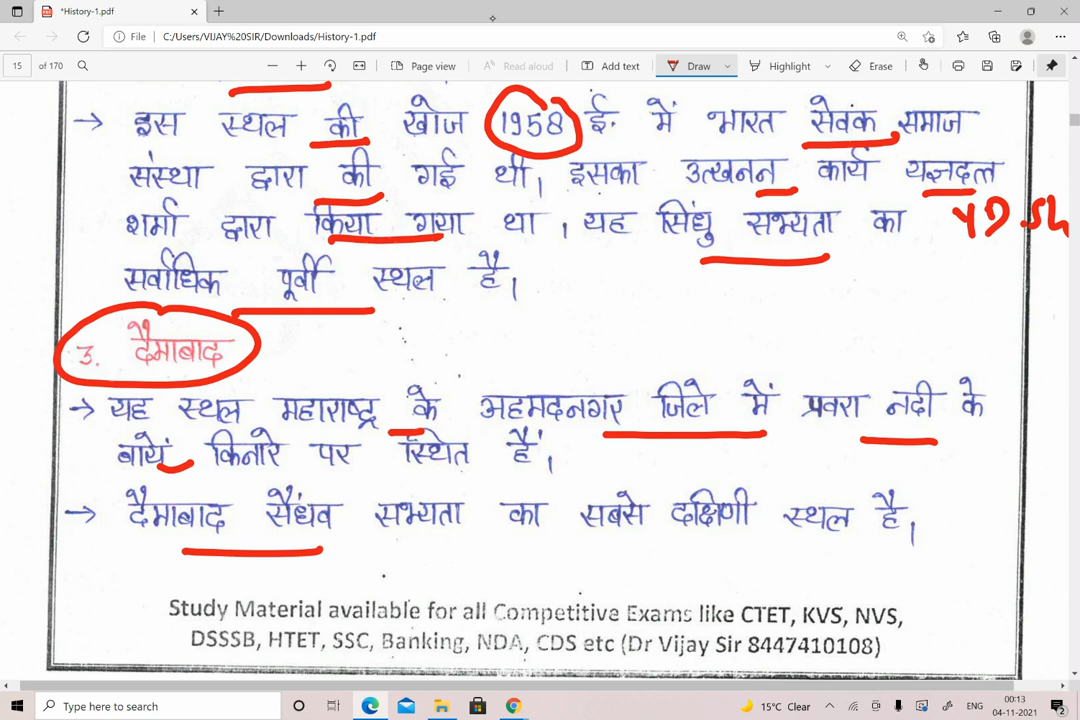 *History-1.pdf
File
C:/Users/VIJAY%20SIR/Downloads/History-1.pdf
15 of 170
Page view
Read aloud
Add text
Draw
Highlight
Erase
→ इस स्थल की खोज 1958 ई. में भारत सेवक समाज
संस्था द्वारा की गई थी, इसका उत्खनन कार्य यज्ञदत्त
शर्मा द्वारा किया गया था, यह सिंधु सभ्यता का
Y D Sh
सर्वाधिक पूर्वी स्थल है।
3. दैमाबाद
→ यह स्थल महाराष्ट्र के अहमदनगर जिले में प्रवरा नदी के
बायें किनारे पर स्थित है।
→ दैमाबाद सैंधव सभ्यता का सबसे दक्षिणी स्थल है।
Study Material available for all Competitive Exams like CTET, KVS, NVS,
DSSSB, HTET, SSC, Banking, NDA, CDS etc (Dr Vijay Sir 8447410108)
Type here to search
15°C Clear
00:13
04-11-2021
2